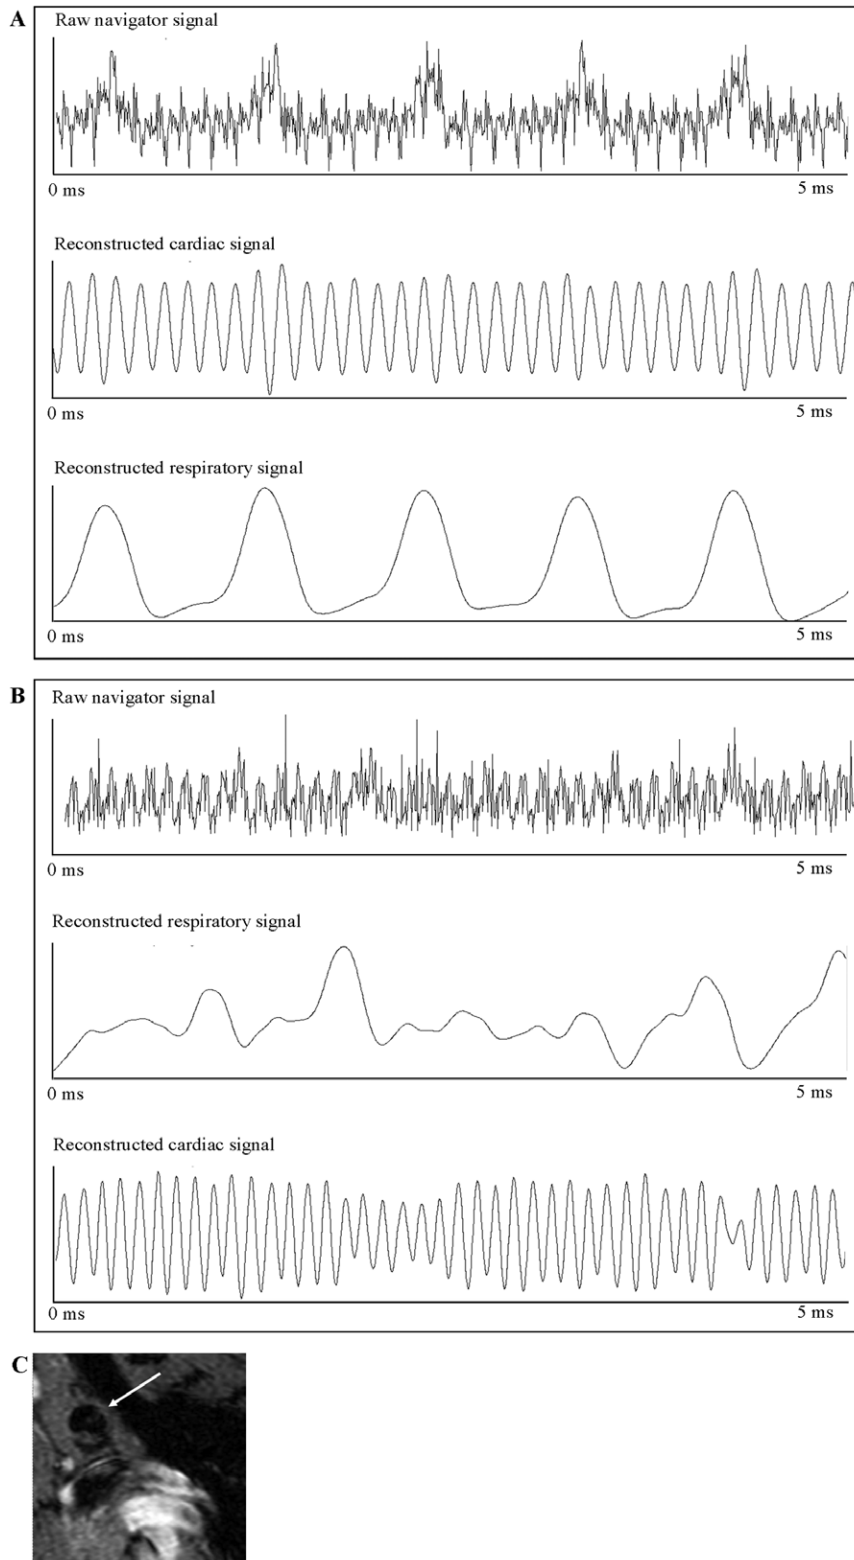 A
Raw navigator signal
0 ms 5 ms
Reconstructed cardiac signal
0 ms 5 ms
Reconstructed respiratory signal
0 ms 5 ms
B
Raw navigator signal
0 ms 5 ms
Reconstructed respiratory signal
0 ms 5 ms
Reconstructed cardiac signal
0 ms 5 ms
C